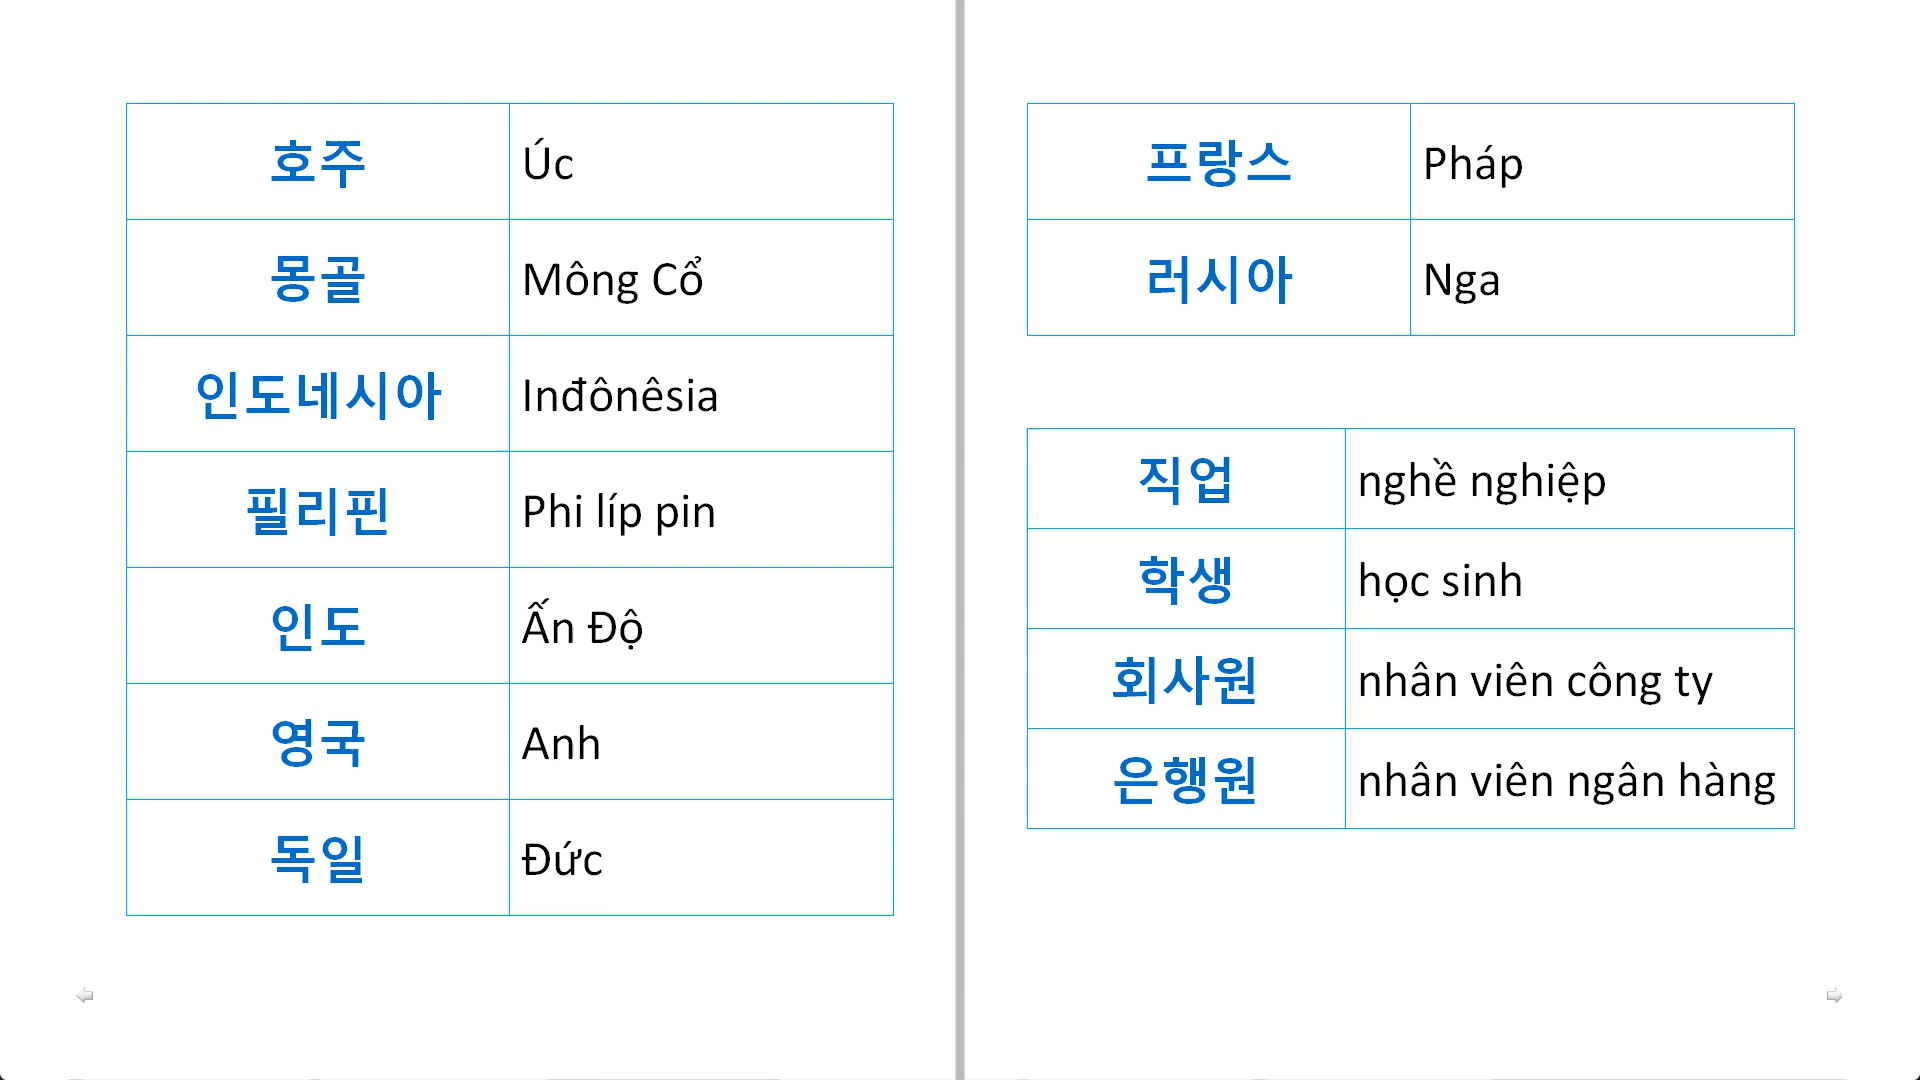 호주 Úc
몽골 Mông Cổ
인도네시아 Inđônêsia
필리핀 Phi líp pin
인도 Ấn Độ
영국 Anh
독일 Đức
프랑스 Pháp
러시아 Nga
직업 nghề nghiệp
학생 học sinh
회사원 nhân viên công ty
은행원 nhân viên ngân hàng